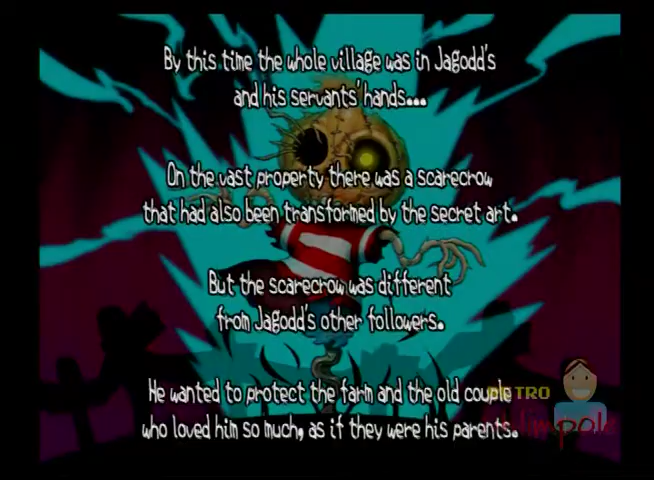 By this time the whole village was in Jagodd's
and his servants' hands...
On the vast property there was a scarecrow
that had also been transformed by the secret art.
But the scarecrow was different
from Jagodd's other followers.
He wanted to protect the farm and the old couple
who loved him so much, as if they were his parents.